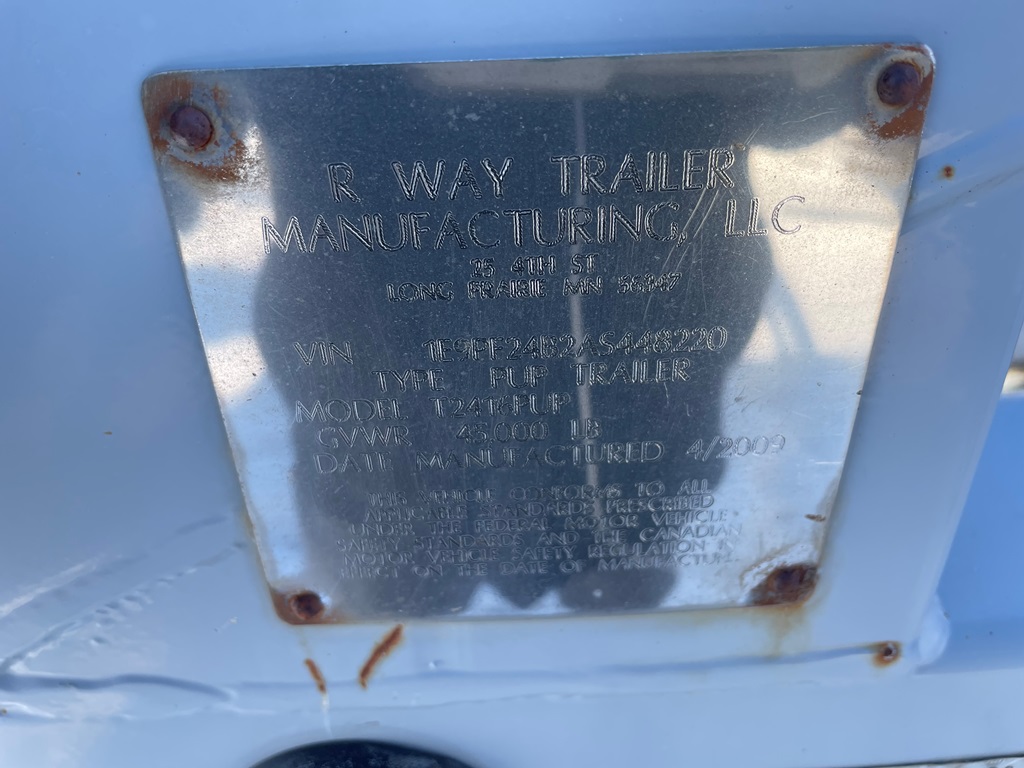 R WAY TRAILER
MANUFACTURING, LLC
25 4TH ST
LONG PRAIRIE MN 56347
VIN 1E9PF24B2AS448220
TYPE PUP TRAILER
MODEL T2416PUP
GVWR 45,000 LB
DATE MANUFACTURED 4/2009
THIS VEHICLE CONFORMS TO ALL
APPLICABLE STANDARDS PRESCRIBED
UNDER THE FEDERAL MOTOR VEHICLE
SAFETY STANDARDS AND THE CANADIAN
MOTOR VEHICLE SAFETY REGULATION IN
EFFECT ON THE DATE OF MANUFACTURE